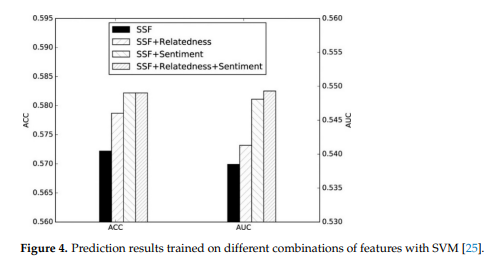 0.595
0.590
0.585
0.580
0.575
0.570
0.565
0.560
ACC
SSF
SSF+Relatedness
SSF+Sentiment
SSF+Relatedness+Sentiment
0.560
0.555
0.550
0.545
0.540
0.535
0.530
AUC
ACC
AUC
Figure 4. Prediction results trained on different combinations of features with SVM [25].